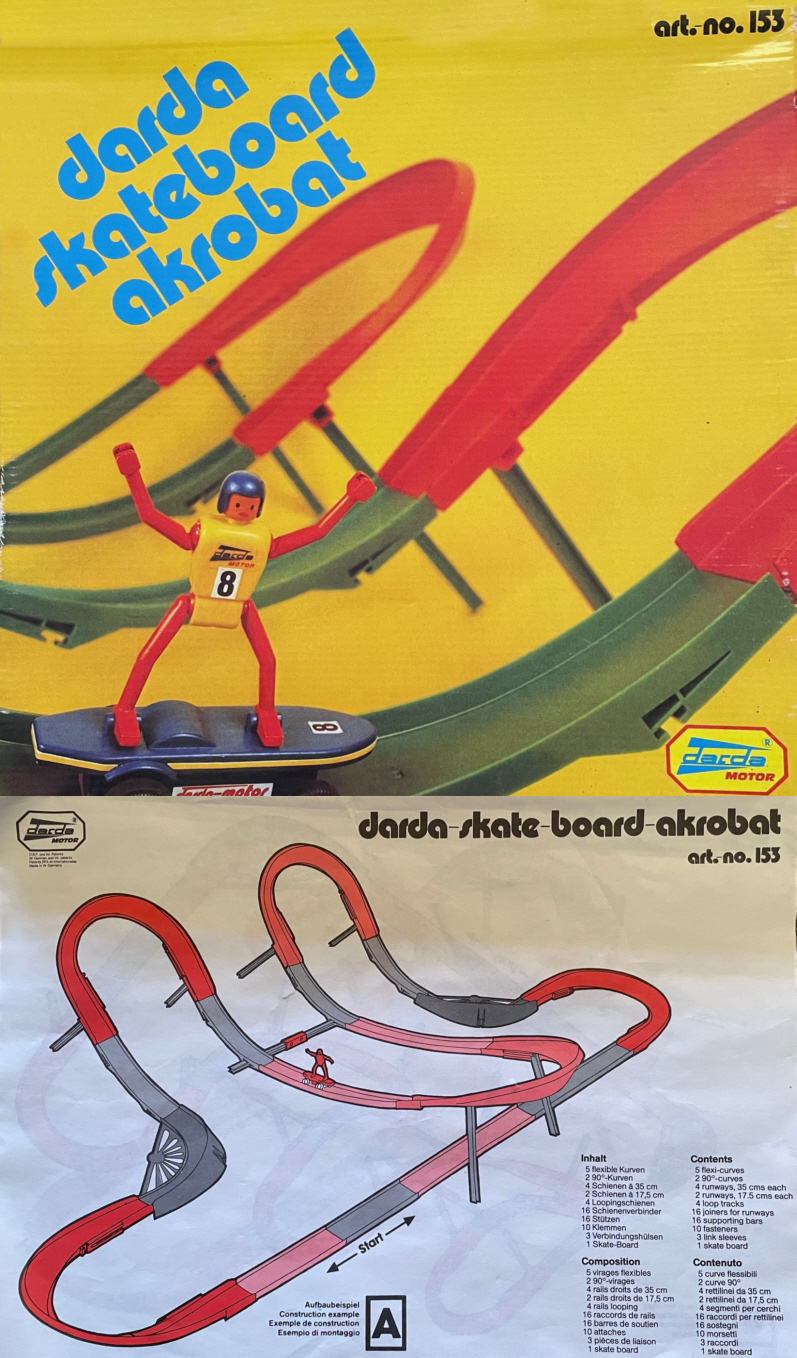 art.-no. 153
darda
skateboard
akrobat
darda
MOTOR
8
8
darda-motor
darda
®
MOTOR
darda
MOTOR
darda-skate-board-akrobat
art.-no. 153
Start
Inhalt
5 flexible Kurven
2 90°-Kurven
4 Schienen à 35 cm
2 Schienen à 17,5 cm
4 Loopingschienen
16 Schienenverbinder
16 Stützen
10 Klemmen
3 Verbindungshülsen
1 Skate-Board
Contents
5 flexi-curves
2 90°-curves
4 runways, 35 cms each
2 runways, 17.5 cms each
4 loop tracks
16 joiners for runways
16 supporting bars
10 fasteners
3 link sleeves
1 skate board
Composition
5 virages flexibles
2 90°-virages
4 rails droits de 35 cm
2 rails droits de 17,5 cm
4 rails looping
16 raccords de rails
16 barres de soutien
10 attaches
3 pièces de liaison
1 skate board
Contenuto
5 curve flessibili
2 curve 90°
4 rettilinei da 35 cm
2 rettilinei da 17,5 cm
4 segmenti per cerchi
16 raccordi per rettilinei
16 sostegni
10 morsetti
3 raccordi
1 skate board
Aufbaubeispiel
Construction example
Exemple de construction
Esempio di montaggio
A